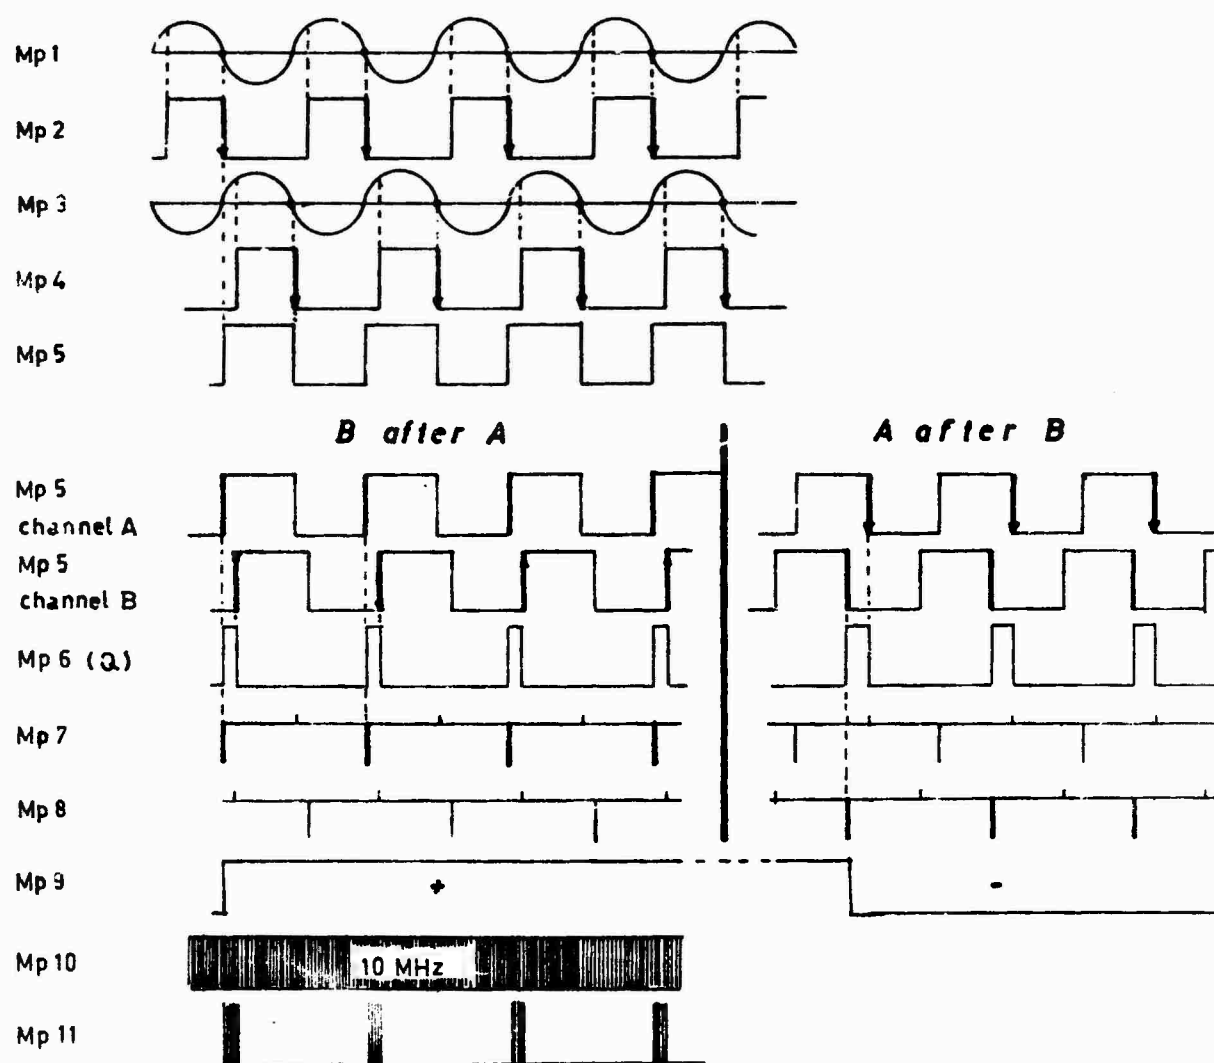 Mp 1
Mp 2
Mp 3
Mp 4
Mp 5
B after A
A after B
Mp 5
channel A
Mp 5
channel B
Mp 6 (a)
Mp 7
Mp 8
Mp 9
+
-
Mp 10
10 MHz
Mp 11